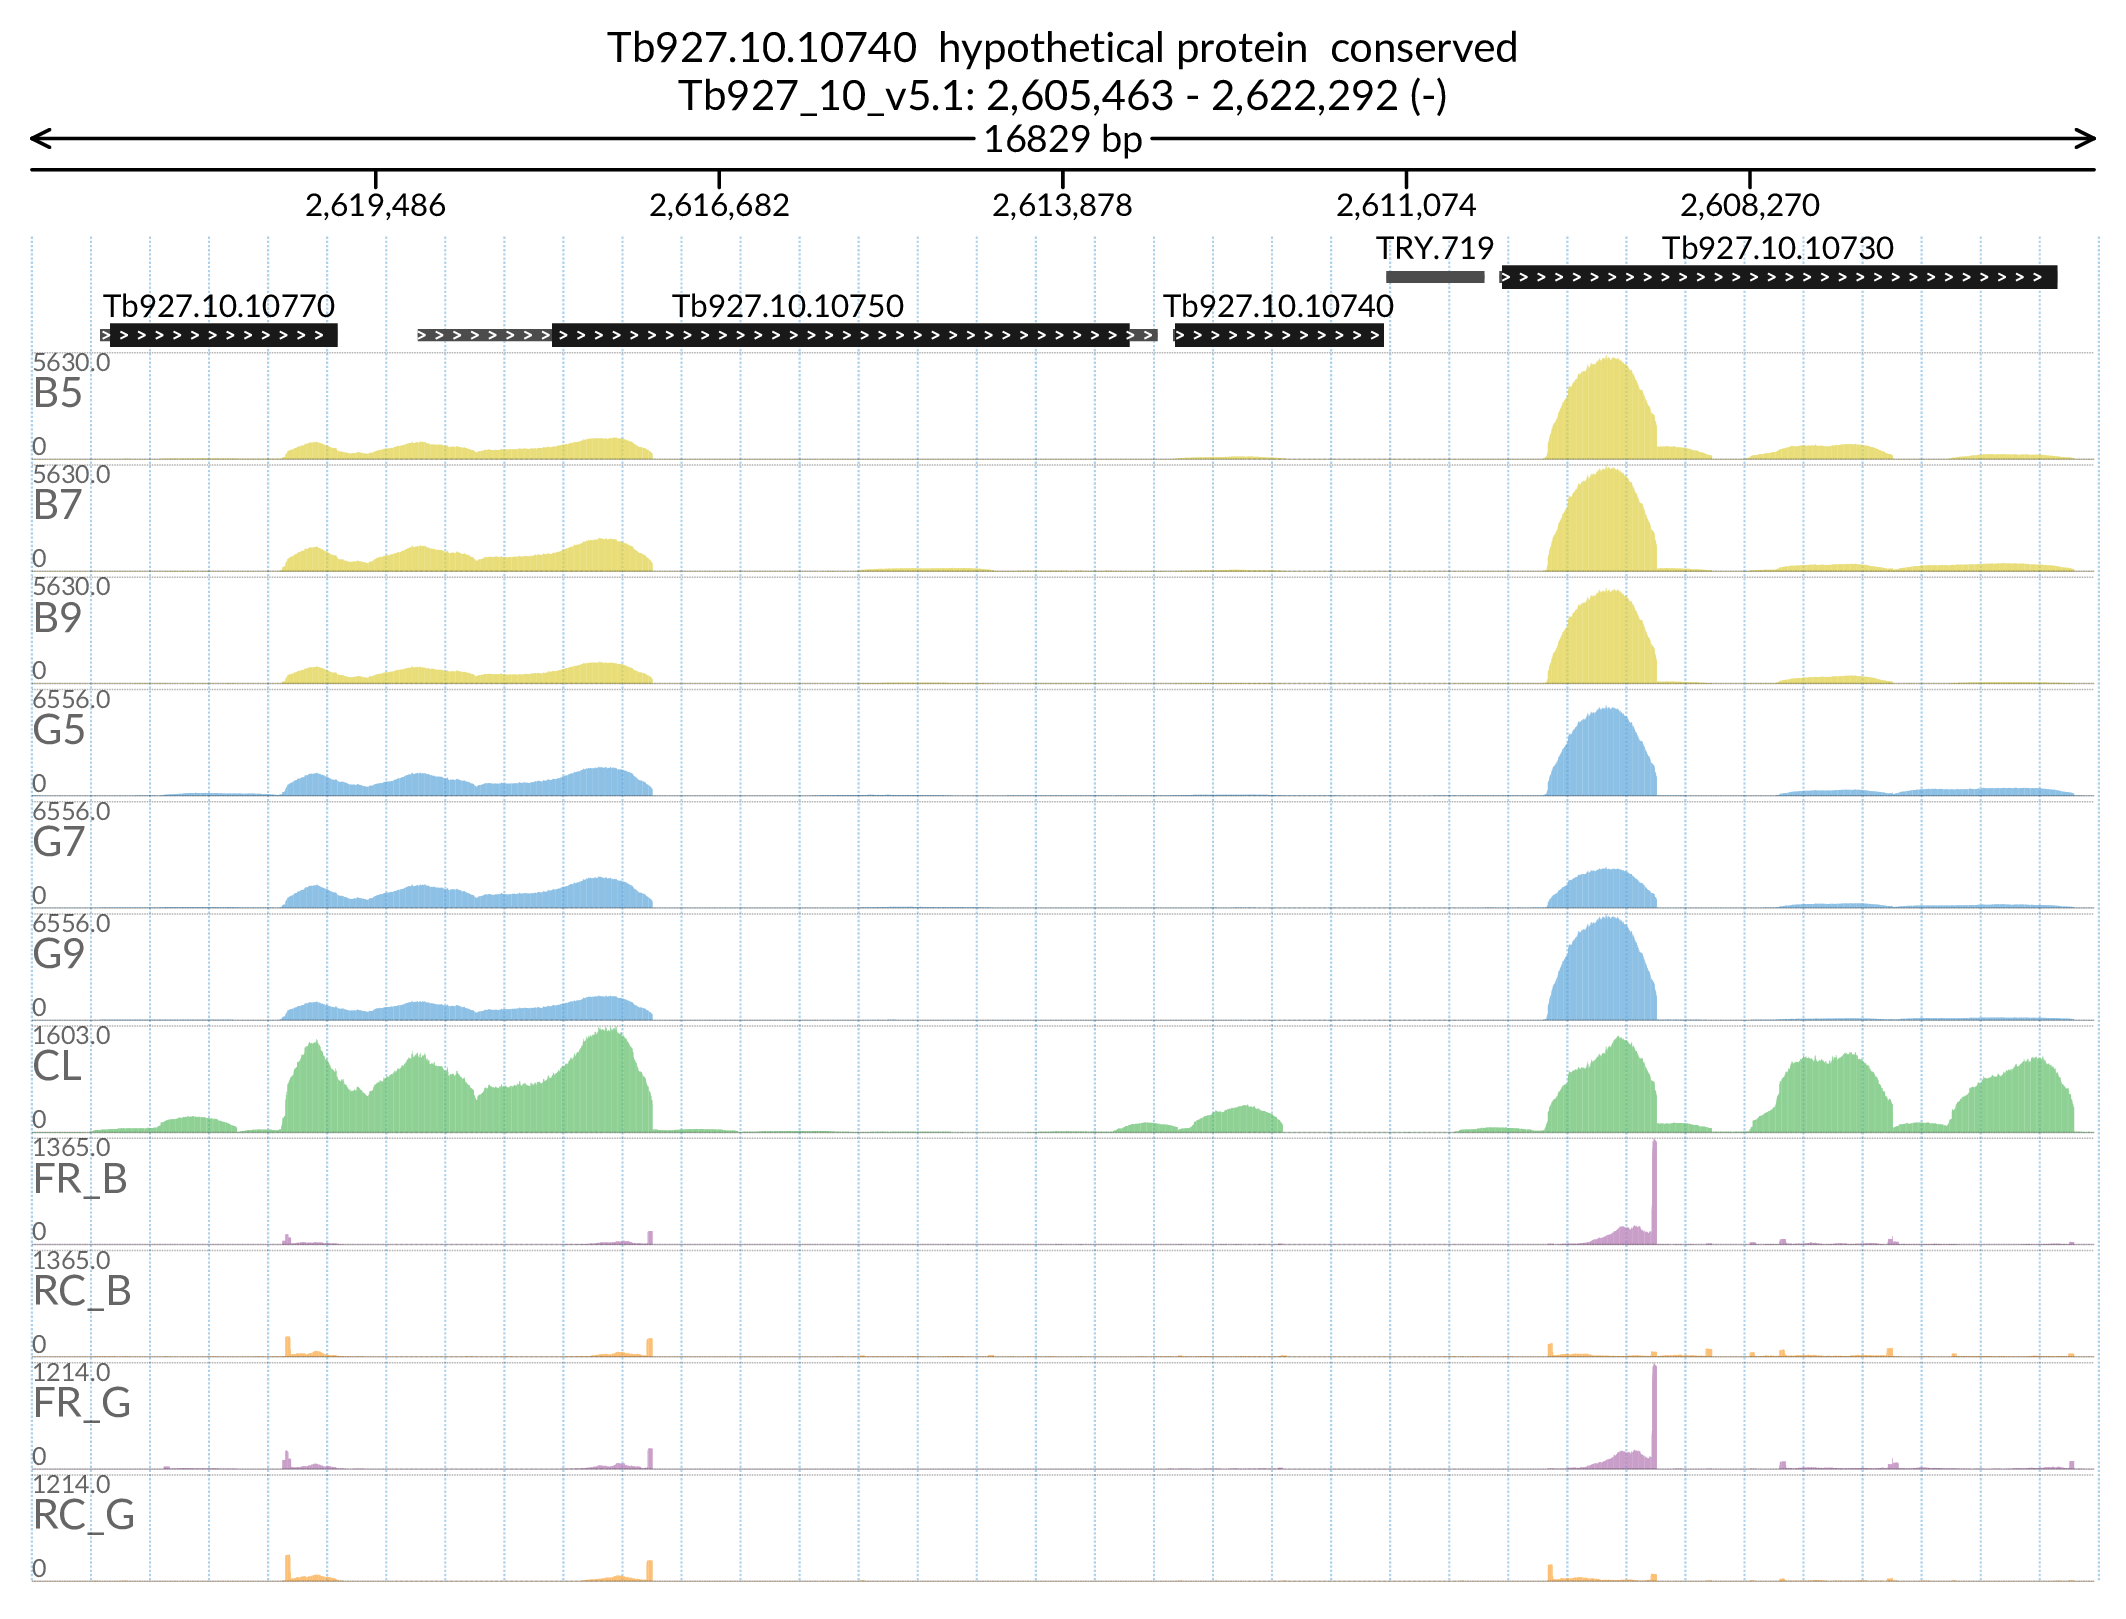 Tb927.10.10740  hypothetical protein  conserved
Tb927_10_v5.1: 2,605,463 - 2,622,292 (-)
16829 bp
2,619,486 2,616,682 2,613,878 2,611,074 2,608,270
TRY.719 Tb927.10.10730
Tb927.10.10770 Tb927.10.10750 Tb927.10.10740
5630.0
B5
0
5630.0
B7
0
5630.0
B9
0
6556.0
G5
0
6556.0
G7
0
6556.0
G9
0
1603.0
CL
0
1365.0
FR_B
0
1365.0
RC_B
0
1214.0
FR_G
0
1214.0
RC_G
0